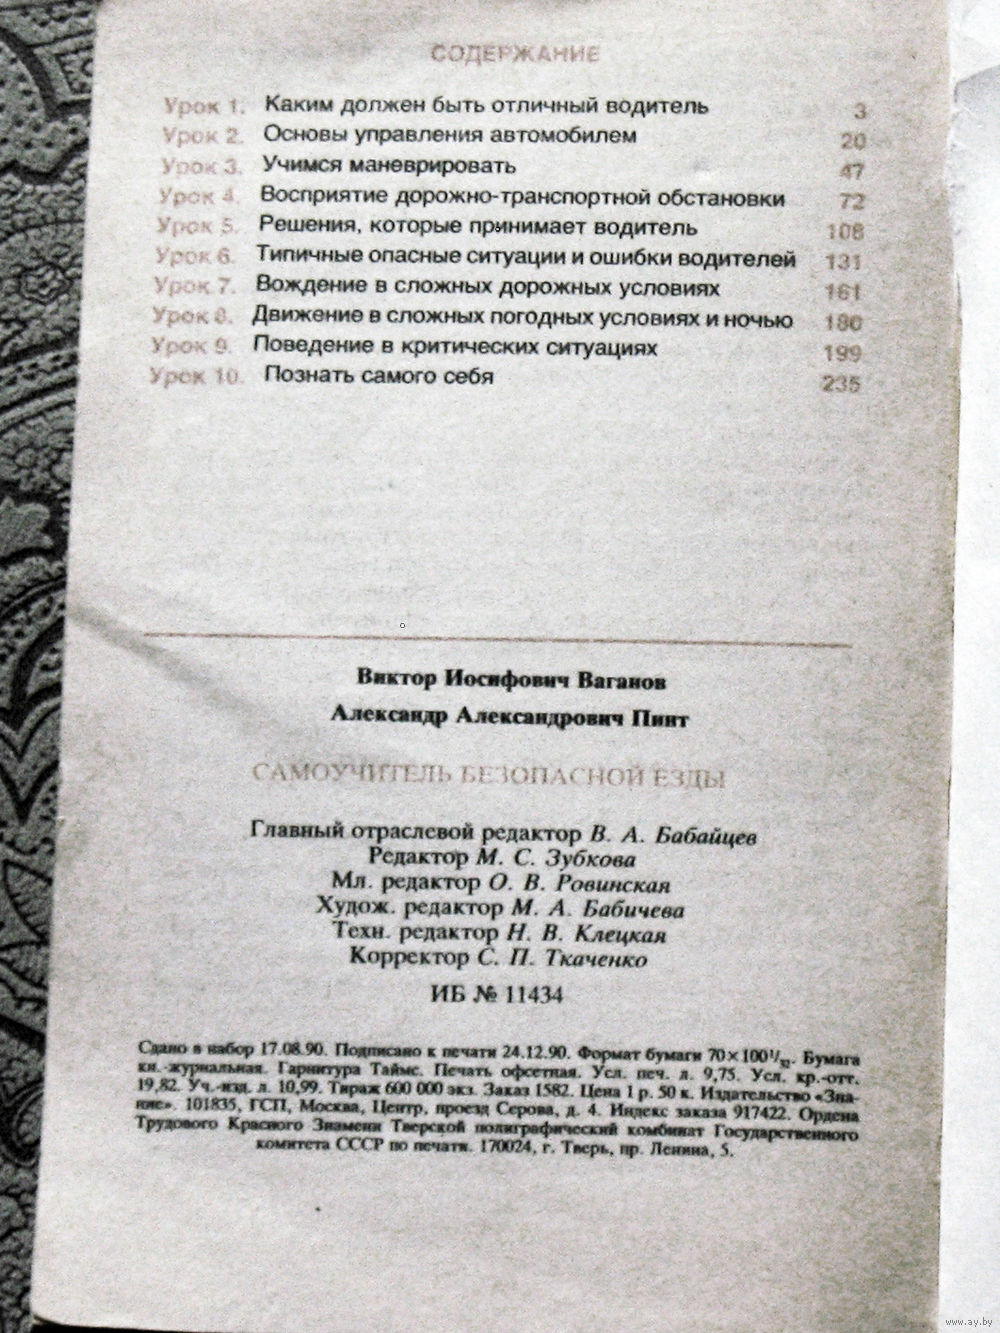 СОДЕРЖАНИЕ
Урок 1. Каким должен быть отличный водитель 3
Урок 2. Основы управления автомобилем 20
Урок 3. Учимся маневрировать 47
Урок 4. Восприятие дорожно-транспортной обстановки 72
Урок 5. Решения, которые принимает водитель 108
Урок 6. Типичные опасные ситуации и ошибки водителей 131
Урок 7. Вождение в сложных дорожных условиях 161
Урок 8. Движение в сложных погодных условиях и ночью 180
Урок 9. Поведение в критических ситуациях 199
Урок 10. Познать самого себя 235
Виктор Иосифович Ваганов
Александр Александрович Пинт
САМОУЧИТЕЛЬ БЕЗОПАСНОЙ ЕЗДЫ
Главный отраслевой редактор В. А. Бабайцев
Редактор М. С. Зубкова
Мл. редактор О. В. Ровинская
Худож. редактор М. А. Бабичева
Техн. редактор Н. В. Клецкая
Корректор С. П. Ткаченко
ИБ № 11434
Сдано в набор 17.08.90. Подписано к печати 24.12.90. Формат бумаги 70×100 1/32. Бумага
кн.-журнальная. Гарнитура Таймс. Печать офсетная. Усл. печ. л. 9,75. Усл. кр.-отт.
19,82. Уч.-изд. л. 10,99. Тираж 600 000 экз. Заказ 1582. Цена 1 р. 50 к. Издательство «Зна-
ние». 101835, ГСП, Москва, Центр, проезд Серова, д. 4. Индекс заказа 917422. Ордена
Трудового Красного Знамени Тверской полиграфический комбинат Государственного
комитета СССР по печати. 170024, г. Тверь, пр. Ленина, 5.
www.ay.by